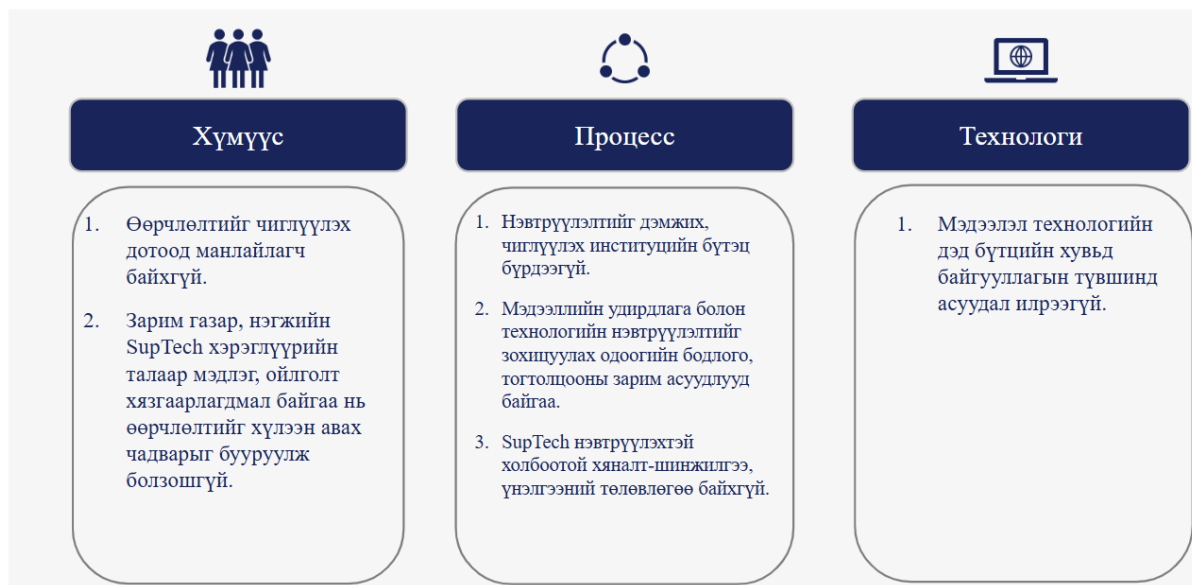 Хүмүүс
1. Өөрчлөлтийг чиглүүлэх
дотоод манлайлагч
байхгүй.
2. Зарим газар, нэгжийн
SupTech хэрэглүүрийн
талаар мэдлэг, ойлголт
хязгаарлагдмал байгаа нь
өөрчлөлтийг хүлээн авах
чадварыг бууруулж
болзошгүй.
Процесс
1. Нэвтрүүлэлтийг дэмжих,
чиглүүлэх институцийн бүтэц
бүрдээгүй.
2. Мэдээллийн удирдлага болон
технологийн нэвтрүүлэлтийг
зохицуулах одоогийн бодлого,
тогтолцооны зарим асуудлууд
байгаа.
3. SupTech нэвтрүүлэхтэй
холбоотой хяналт-шинжилгээ,
үнэлгээний төлөвлөгөө байхгүй.
Технологи
1. Мэдээлэл технологийн
дэд бүтцийн хувьд
байгууллагын түвшинд
асуудал илрээгүй.